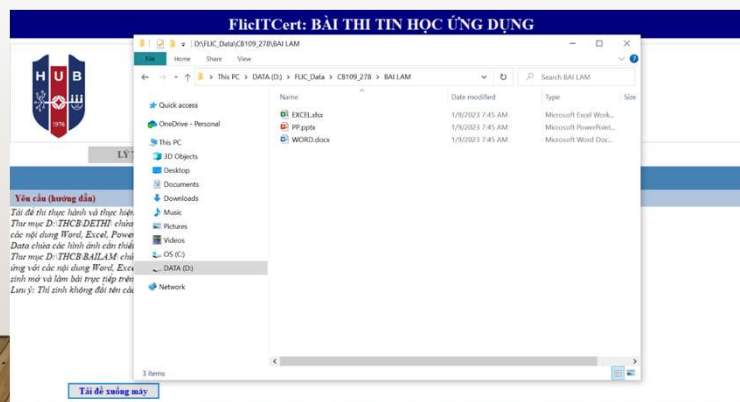 FlicITCert: BÀI THI TIN HỌC ỨNG DỤNG
D:\FLIC_Data\CB109_278\BAI LAM
File Home Share View
This PC > DATA (D:) > FLIC_Data > CB109_278 > BAI LAM
Search BAI LAM
Name Date modified Type Size
EXCEL.xlsx 1/9/2023 7:45 AM Microsoft Excel Work...
PP.pptx 1/9/2023 7:45 AM Microsoft PowerPoint...
WORD.docx 1/9/2023 7:45 AM Microsoft Word Doc...
Quick access
OneDrive - Personal
This PC
3D Objects
Desktop
Documents
Downloads
Music
Pictures
Videos
OS (C:)
DATA (D:)
Network
3 items
HUB
1976
LÝ
Yêu cầu (hướng dẫn)
Tải đề thi thực hành và thực hiện
Thư mục D:\THCB\DETHI: chứa
các nội dung Word, Excel, Power
Data chứa các hình ảnh cần thiế
Thư mục D:\THCB\BAILAM: chứ
ứng với các nội dung Word, Exce
sinh mở và làm bài trực tiếp trên
Lưu ý: Thí sinh không đổi tên các
Tải đề xuống máy